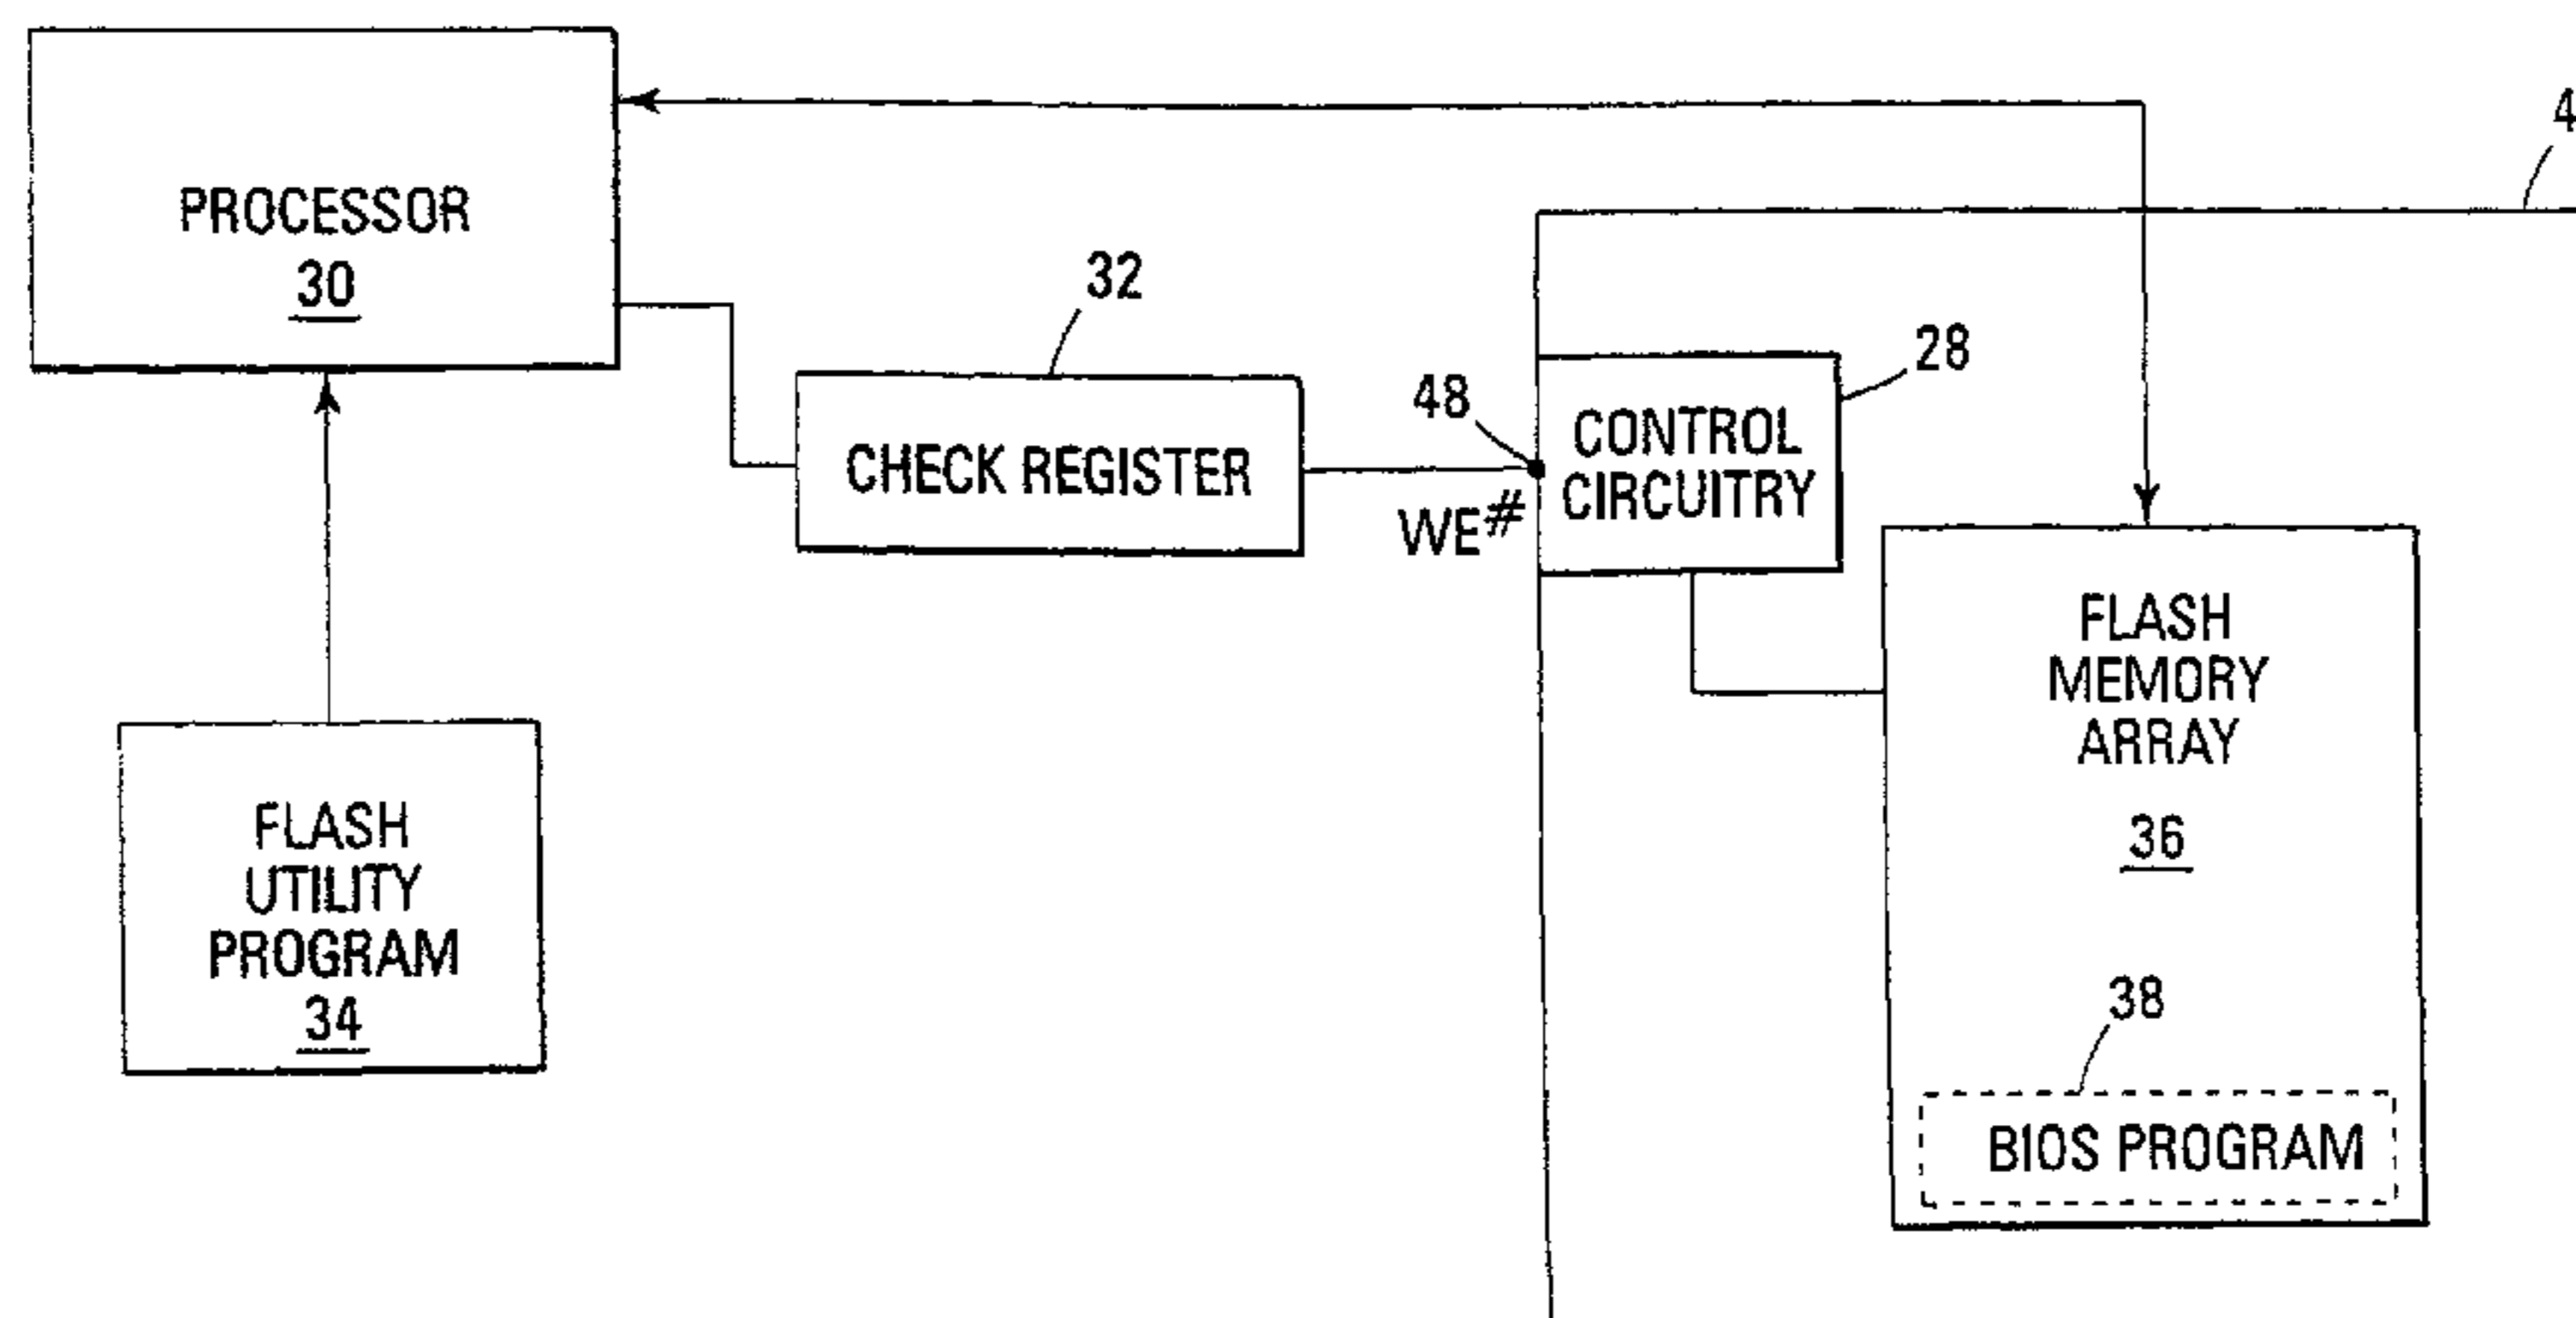 PROCESSOR
30
4
32
CHECK REGISTER
48
WE#
28
CONTROL
CIRCUITRY
FLASH
MEMORY
ARRAY
36
38
BIOS PROGRAM
FLASH
UTILITY
PROGRAM
34